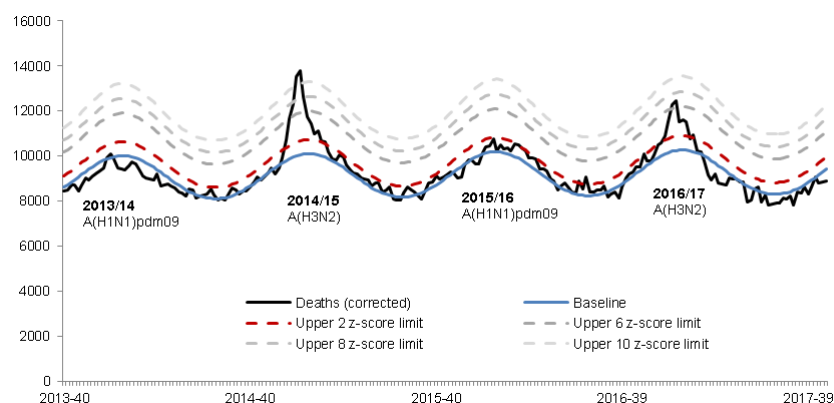 16000
14000
12000
10000
8000
6000
4000
2000
0
2013/14
A(H1N1)pdm09
2014/15
A(H3N2)
2015/16
A(H1N1)pdm09
2016/17
A(H3N2)
Deaths (corrected)
Baseline
Upper 2 z-score limit
Upper 6 z-score limit
Upper 8 z-score limit
Upper 10 z-score limit
2013-40
2014-40
2015-40
2016-39
2017-39